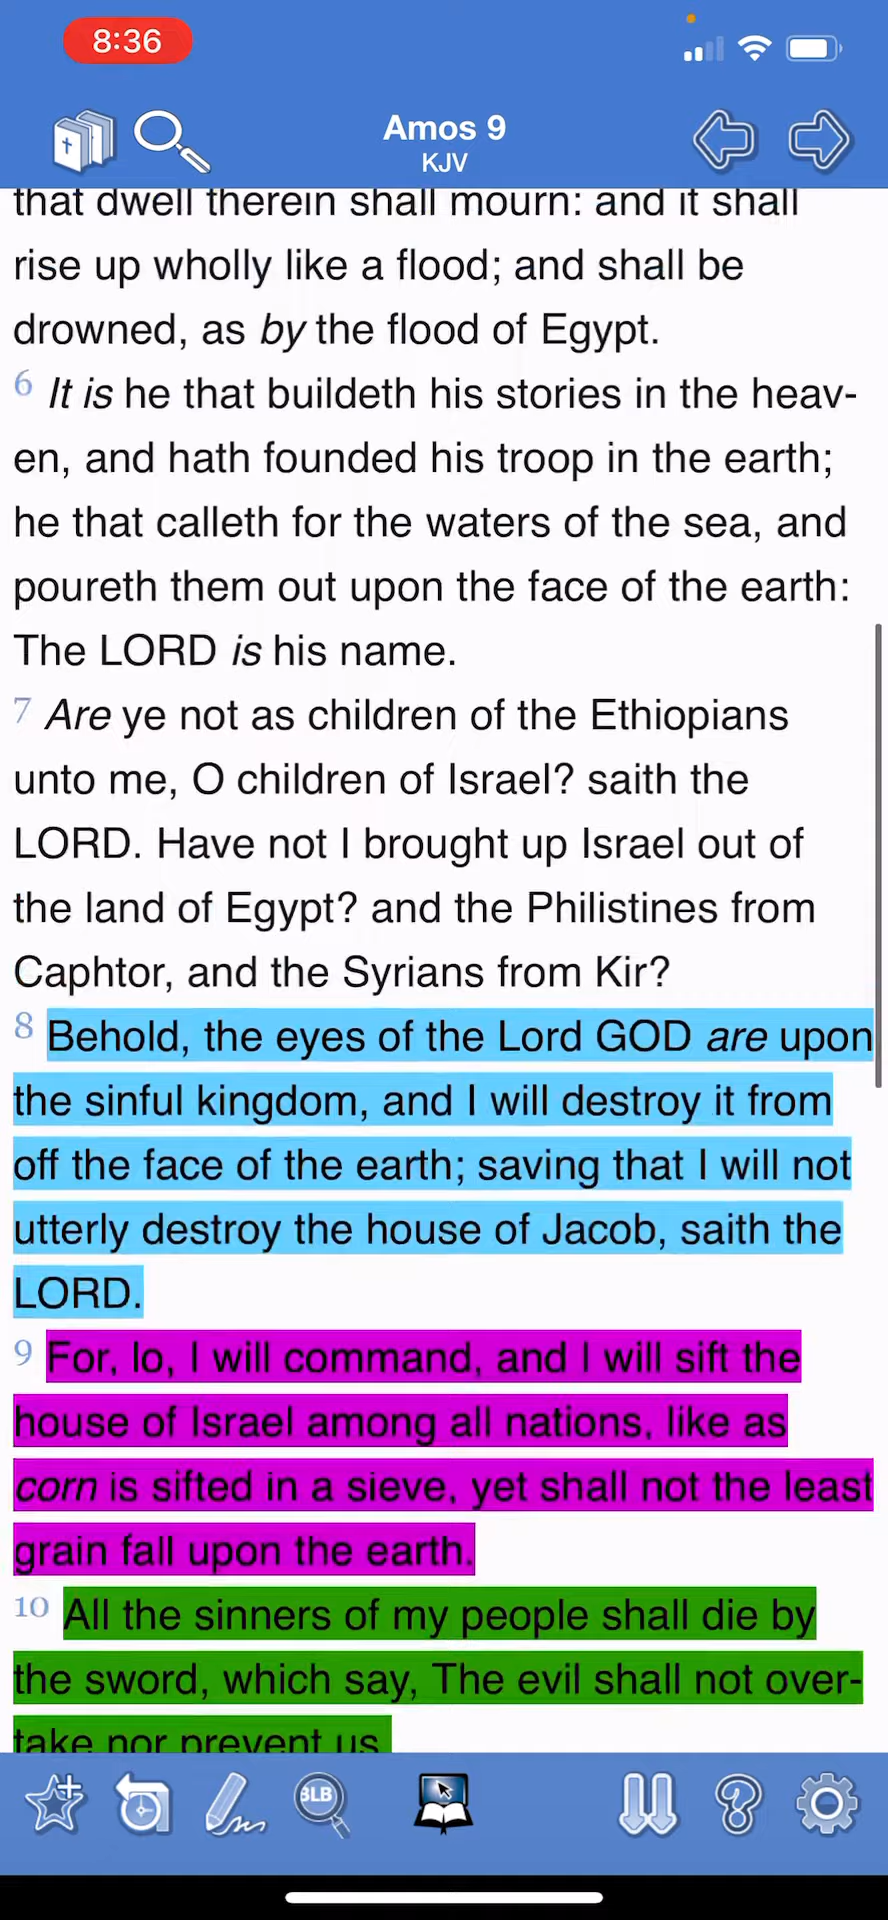 8:36
Amos 9
KJV
that dwell therein shall mourn: and it shall
rise up wholly like a flood; and shall be
drowned, as by the flood of Egypt.
6 It is he that buildeth his stories in the heav-
en, and hath founded his troop in the earth;
he that calleth for the waters of the sea, and
poureth them out upon the face of the earth:
The LORD is his name.
7 Are ye not as children of the Ethiopians
unto me, O children of Israel? saith the
LORD. Have not I brought up Israel out of
the land of Egypt? and the Philistines from
Caphtor, and the Syrians from Kir?
8 Behold, the eyes of the Lord GOD are upon
the sinful kingdom, and I will destroy it from
off the face of the earth; saving that I will not
utterly destroy the house of Jacob, saith the
LORD.
9 For, lo, I will command, and I will sift the
house of Israel among all nations, like as
corn is sifted in a sieve, yet shall not the least
grain fall upon the earth.
10 All the sinners of my people shall die by
the sword, which say, The evil shall not over-
take nor prevent us.
BLB